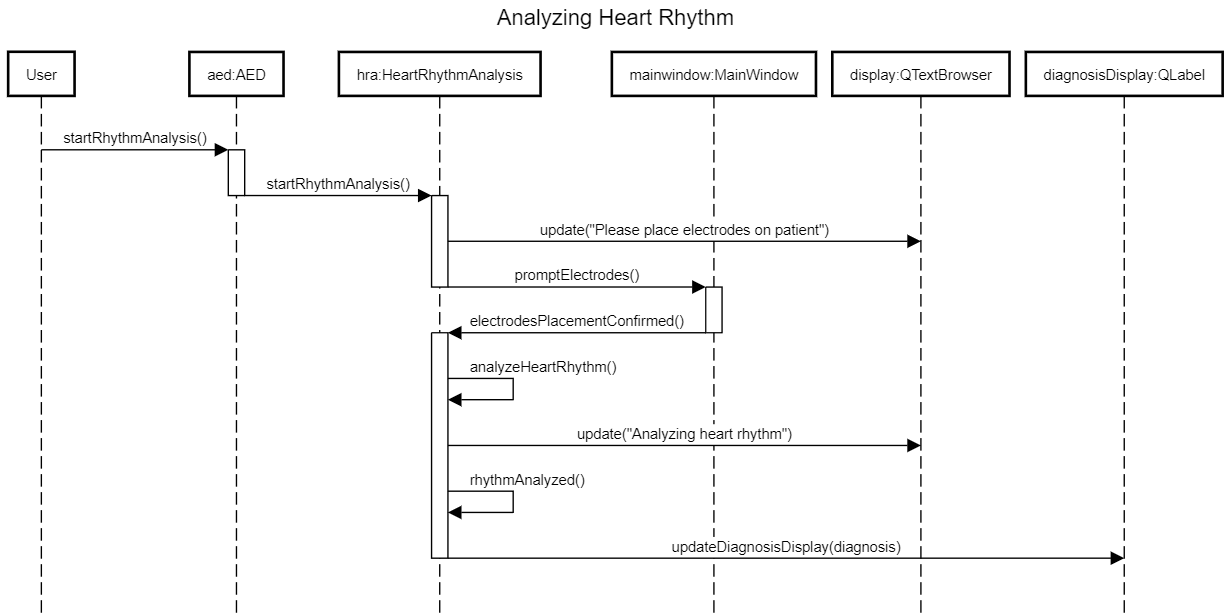 Analyzing Heart Rhythm
User
aed:AED
hra:HeartRhythmAnalysis
mainwindow:MainWindow
display:QTextBrowser
diagnosisDisplay:QLabel
startRhythmAnalysis()
startRhythmAnalysis()
update("Please place electrodes on patient")
promptElectrodes()
electrodesPlacementConfirmed()
analyzeHeartRhythm()
update("Analyzing heart rhythm")
rhythmAnalyzed()
updateDiagnosisDisplay(diagnosis)